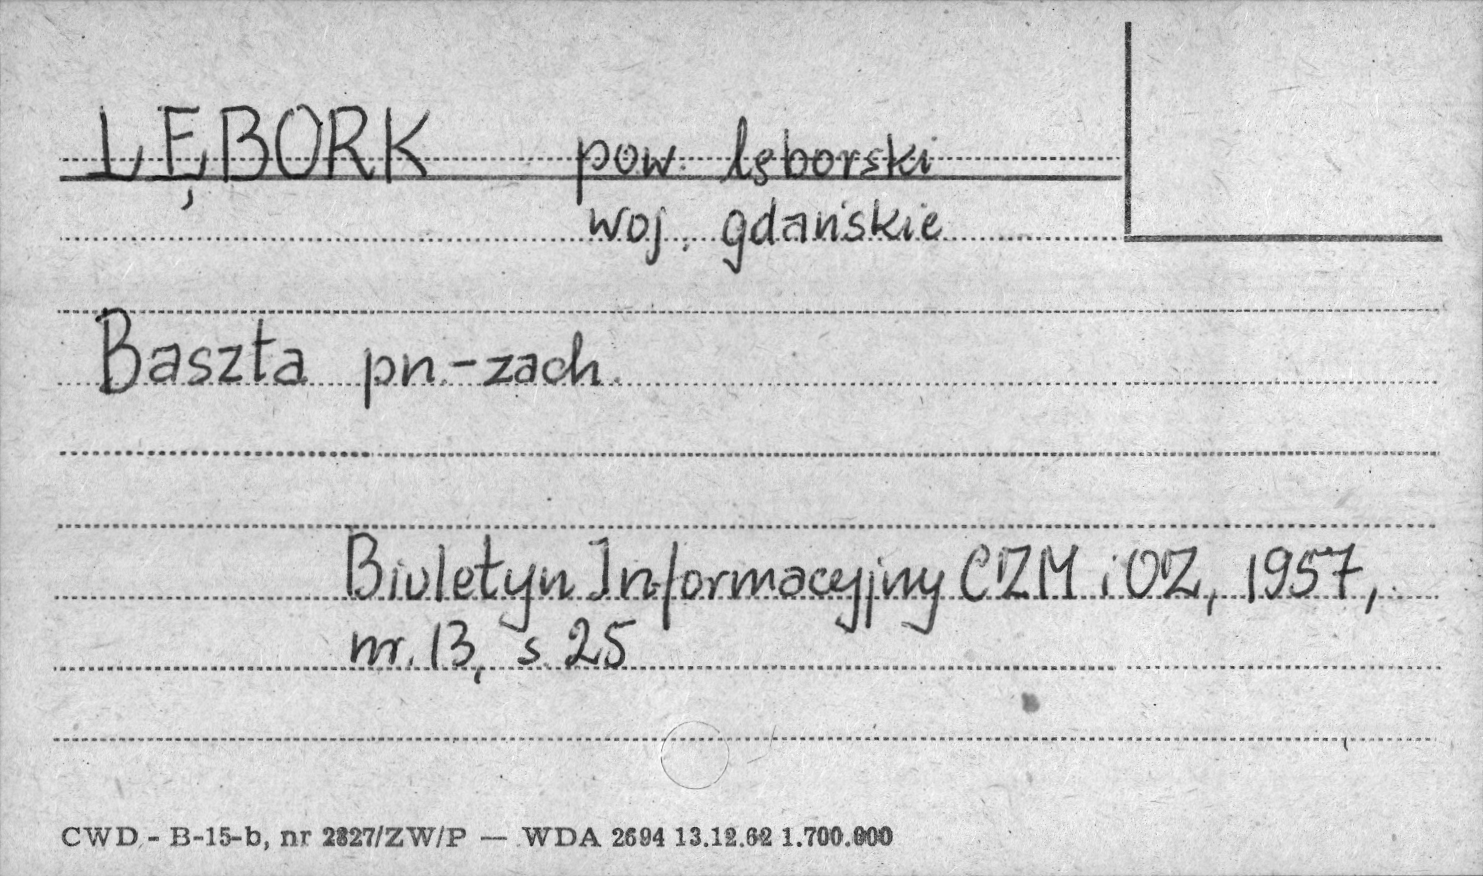 LĘBORK pow. lęborski
woj. gdańskie
Baszta pn.-zach.
Biuletyn Informacyjny CZM i OZ, 1957,
nr. 13, s. 25
CWD - B-15-b, nr 2827/ZW/P — WDA 2694 13.12.62 1.700.000